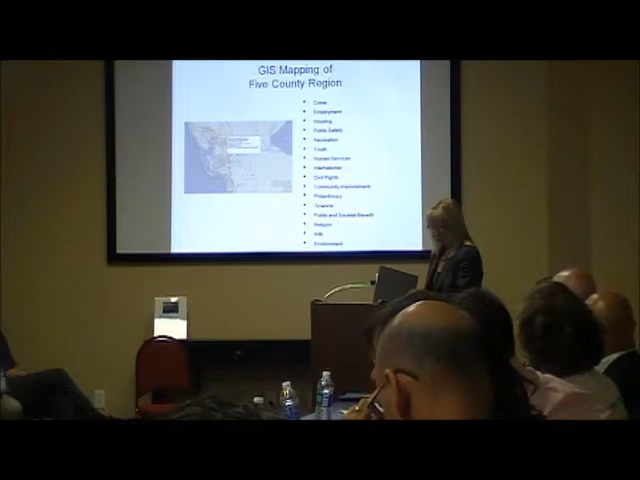 GIS Mapping of
Five County Region
• Crime
• Employment
• Housing
• Public Safety
• Recreation
• Youth
• Human Services
• International
• Civil Rights
• Community Improvement
• Philanthropy
• Science
• Public and Societal Benefit
• Religion
• Arts
• Environment